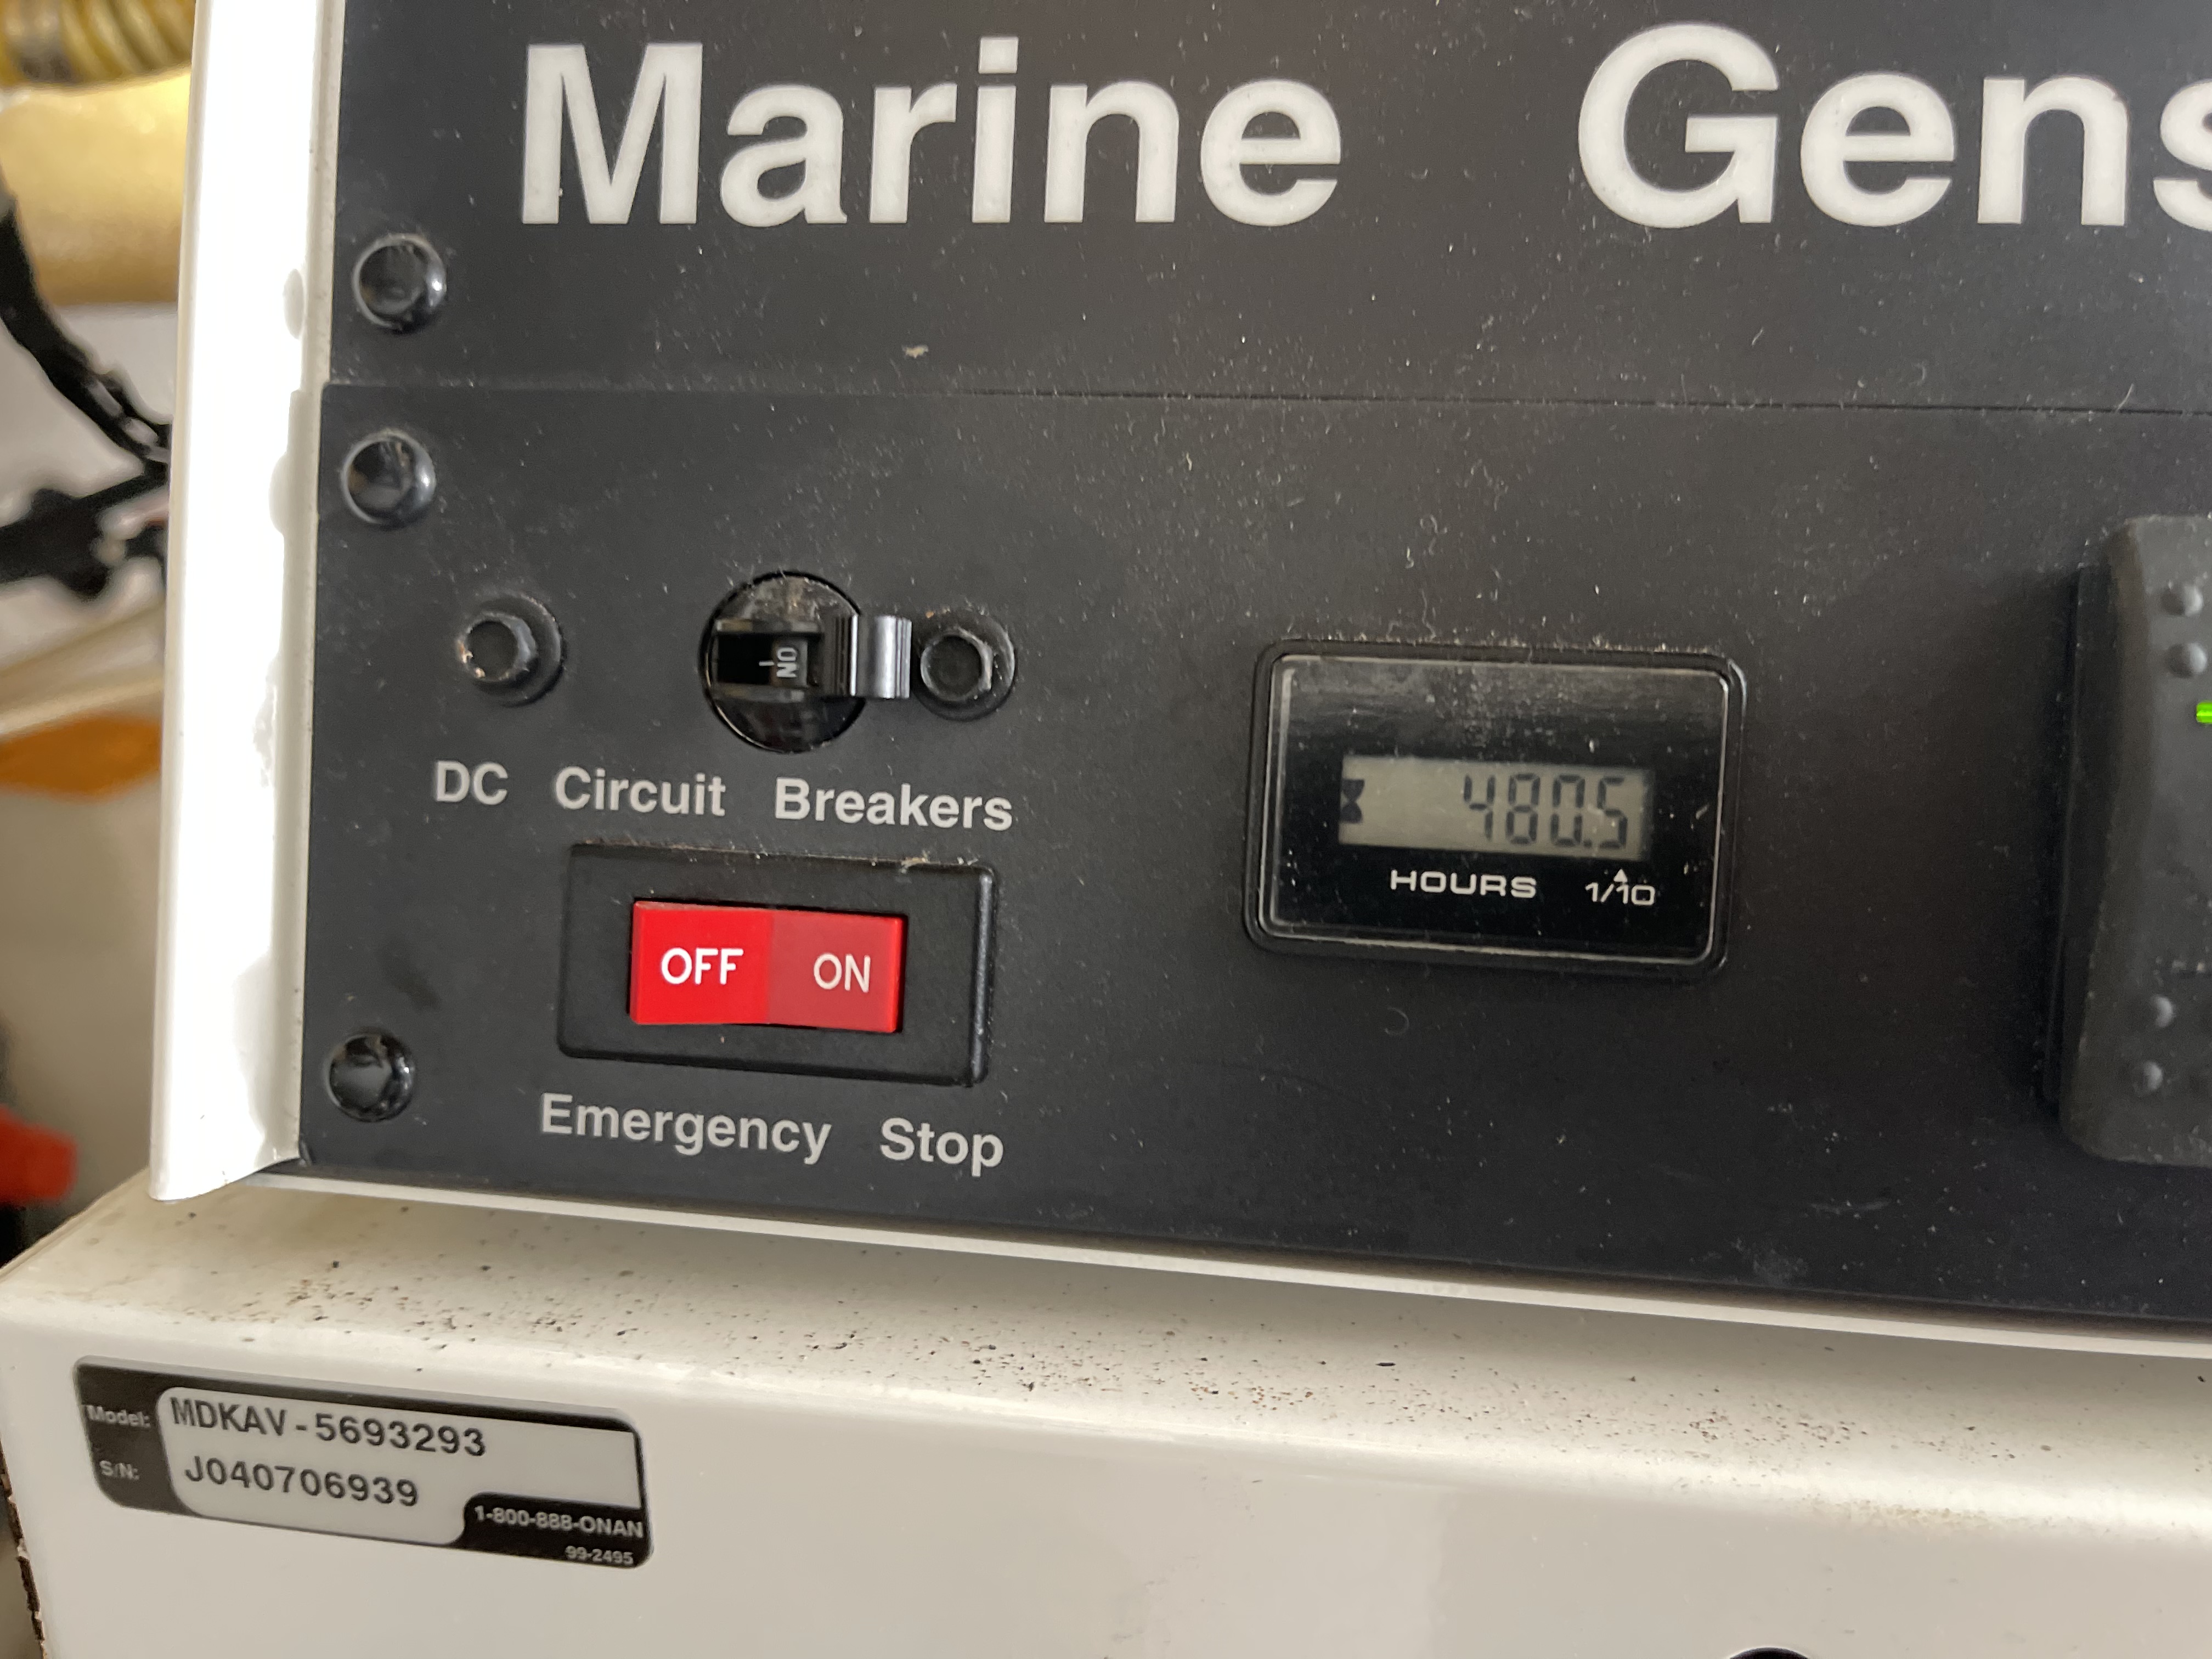 Marine Gens
ON
DC Circuit Breakers
480.5
HOURS 1/10
OFF ON
Emergency Stop
Model: MDKAV-5693293
S/N: J040706939
1-800-888-ONAN
99-2495